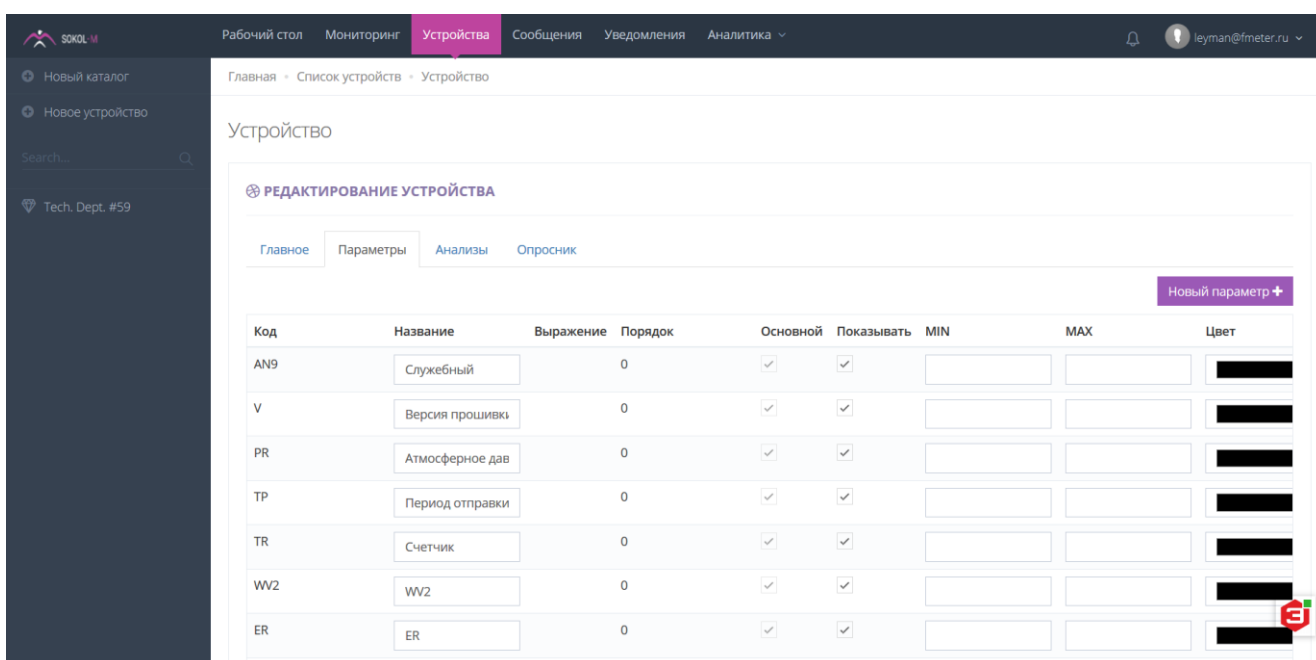 SOKOL-M Рабочий стол Мониторинг Устройства Сообщения Уведомления Аналитика leyman@fmeter.ru
Новый каталог
Главная Список устройств Устройство
Новое устройство
Устройство
Search...
РЕДАКТИРОВАНИЕ УСТРОЙСТВА
Tech. Dept. #59
Главное Параметры Анализы Опросник
Новый параметр +
Код Название Выражение Порядок Основной Показывать MIN MAX Цвет
AN9 Служебный 0
V Версия прошивки 0
PR Атмосферное дав 0
TP Период отправки 0
TR Счетчик 0
WV2 WV2 0
ER ER 0